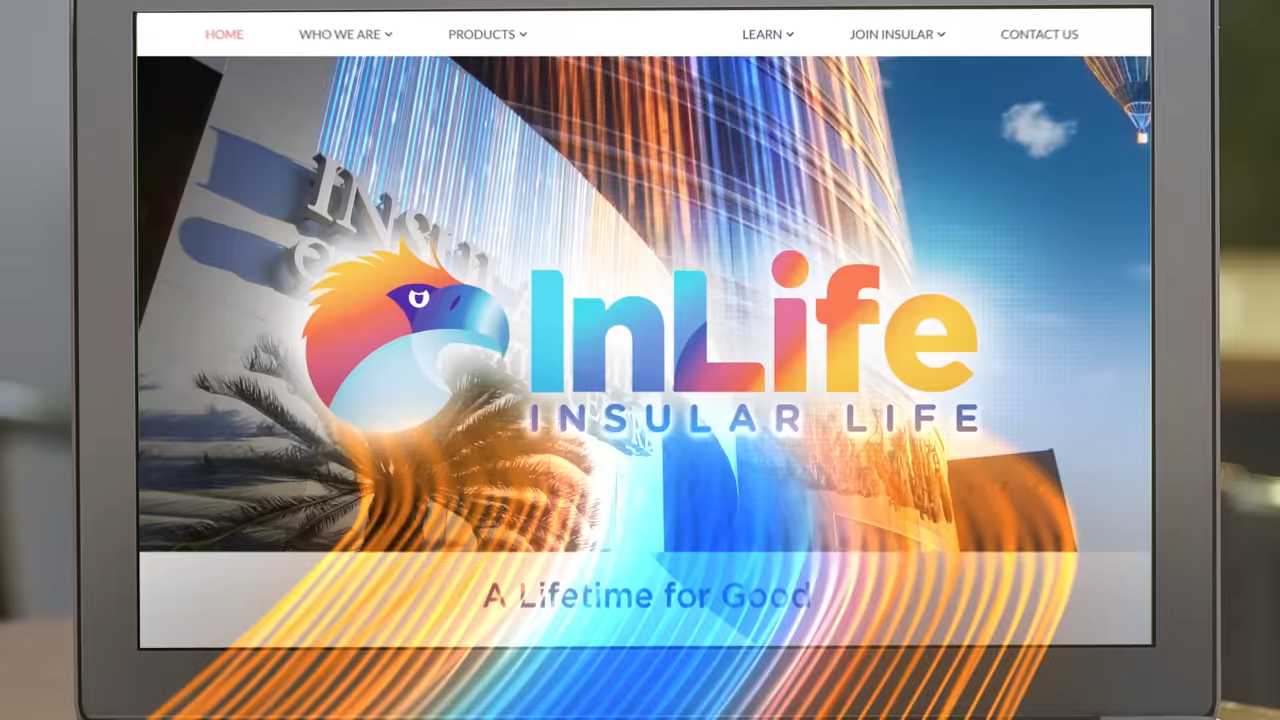 HOME
WHO WE ARE
PRODUCTS
LEARN
JOIN INSULAR
CONTACT US
InLife
INSULAR LIFE
A Lifetime for Good